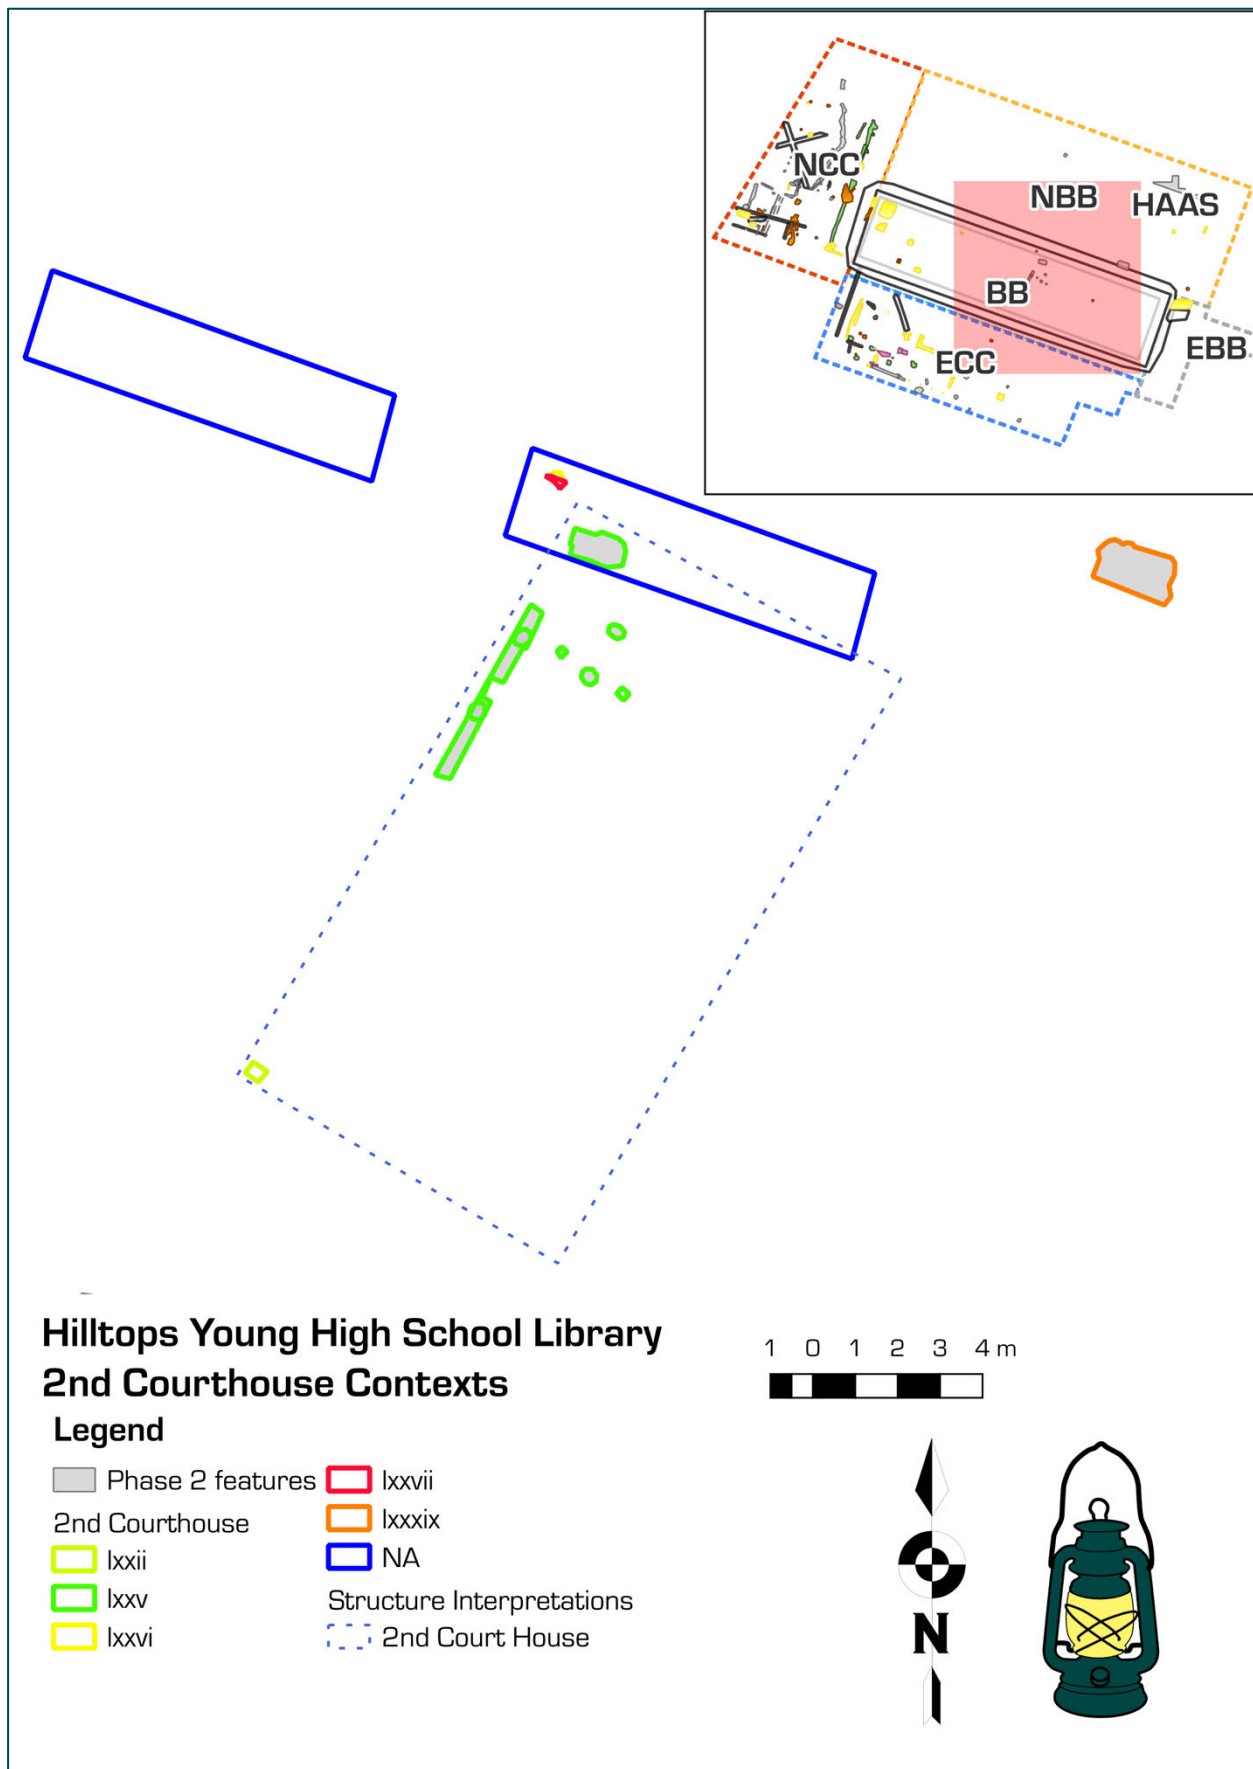 NCC
NBB
HAAS
BB
EBB
ECC
Hilltops Young High School Library
2nd Courthouse Contexts
Legend
Phase 2 features
2nd Courthouse
lxxii
lxxv
lxxvi
lxxvii
lxxxix
NA
Structure Interpretations
2nd Court House
1 0 1 2 3 4 m
N